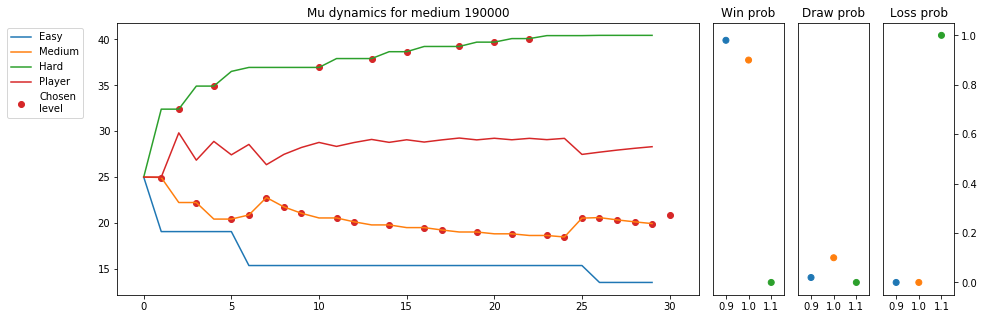 Mu dynamics for medium 190000
Win prob
Draw prob
Loss prob
Easy
Medium
Hard
Player
Chosen
level
40
35
30
25
20
15
0
5
10
15
20
25
30
0.9
1.0
1.1
0.9
1.0
1.1
0.9
1.0
1.1
1.0
0.8
0.6
0.4
0.2
0.0